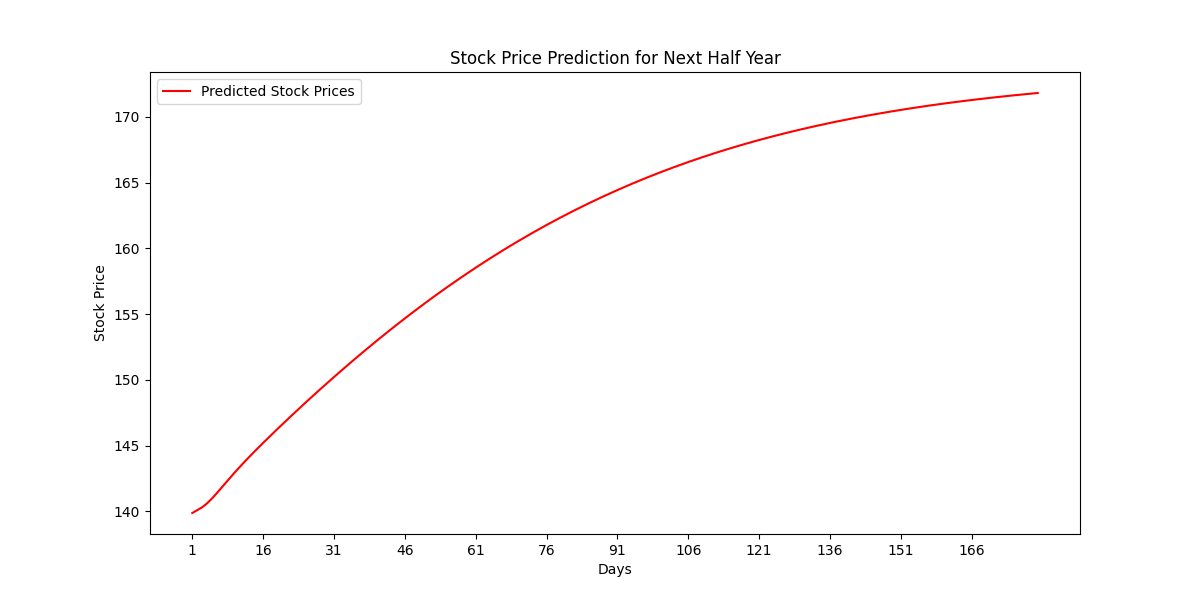 Stock Price Prediction for Next Half Year
Predicted Stock Prices
170
165
160
155
150
145
140
Stock Price
1 16 31 46 61 76 91 106 121 136 151 166
Days